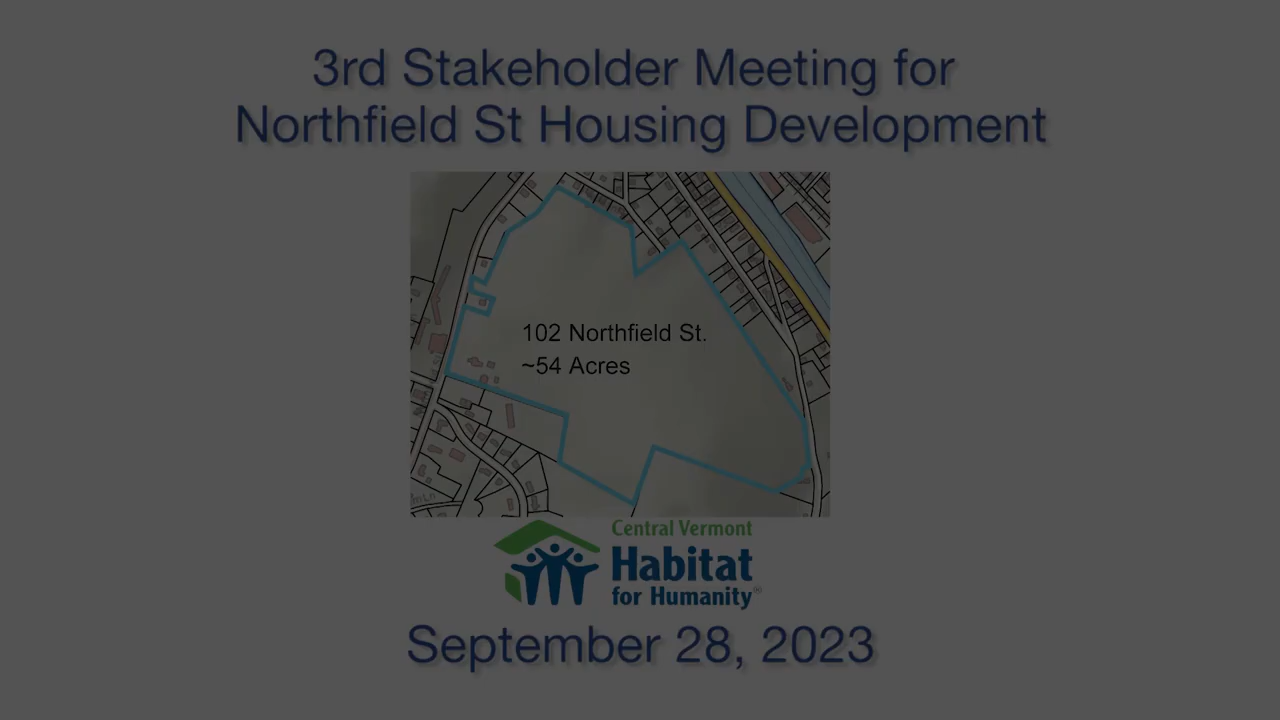 3rd Stakeholder Meeting for
Northfield St Housing Development
102 Northfield St.
~54 Acres
Central Vermont
Habitat
for Humanity®
September 28, 2023